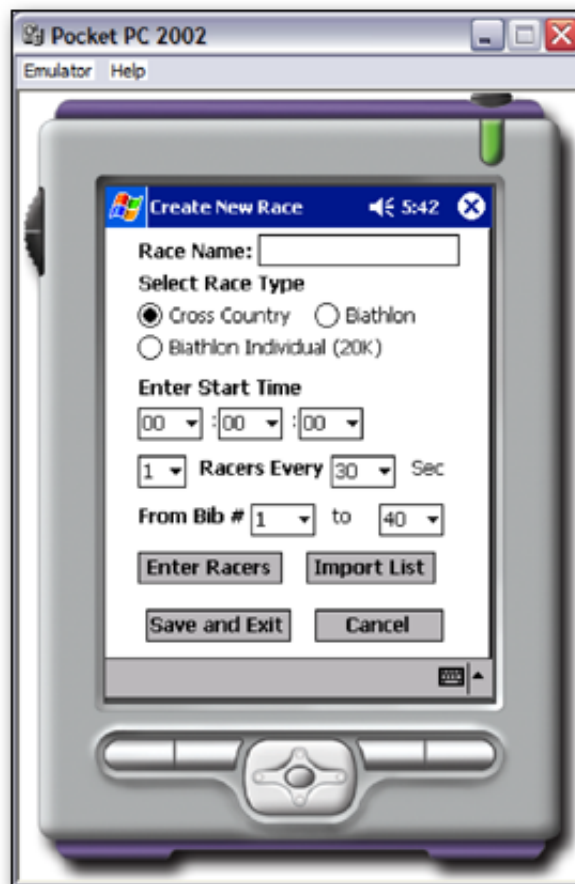 Pocket PC 2002
Emulator Help
Create New Race 5:42
Race Name:
Select Race Type
Cross Country Biathlon
Biathlon Individual (20K)
Enter Start Time
00 : 00 : 00
1 Racers Every 30 Sec
From Bib # 1 to 40
Enter Racers Import List
Save and Exit Cancel